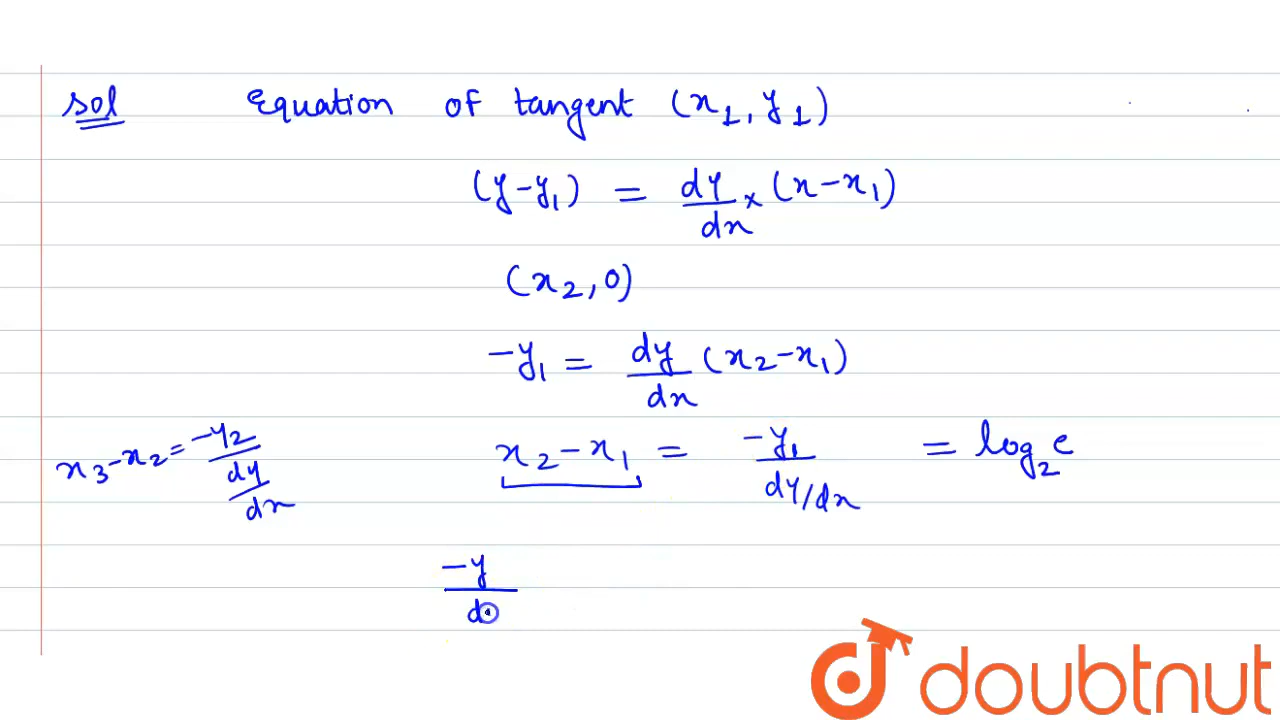 sol Equation of tangent (x₁, y₁)
(y-y₁) = dy/dx × (x-x₁)
(x₂, 0)
-y₁ = dy/dx (x₂-x₁)
x₃-x₂ = -y₂/(dy/dx)
x₂-x₁ = -y₁/(dy/dx) = log₂e
-y/d
doubtnut